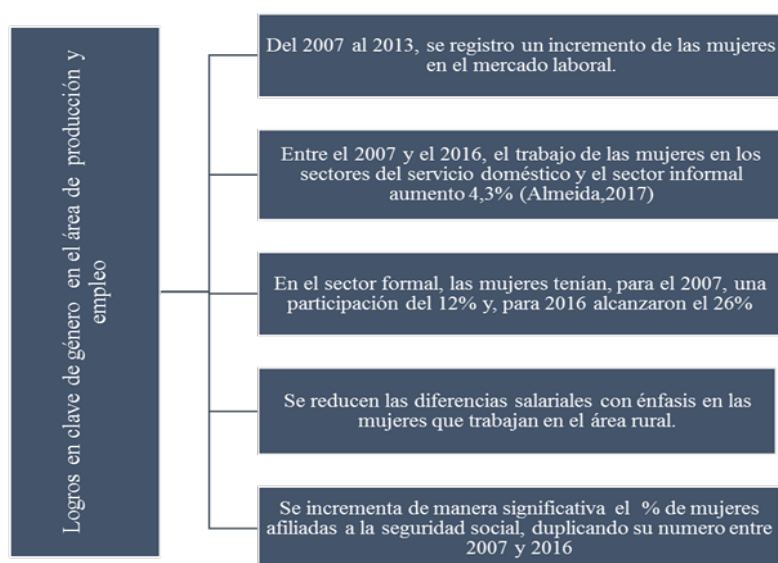 Logros en clave de género en el área de producción y
empleo
Del 2007 al 2013, se registro un incremento de las mujeres
en el mercado laboral.
Entre el 2007 y el 2016, el trabajo de las mujeres en los
sectores del servicio doméstico y el sector informal
aumento 4,3% (Almeida,2017)
En el sector formal, las mujeres tenían, para el 2007, una
participación del 12% y, para 2016 alcanzaron el 26%
Se reducen las diferencias salariales con énfasis en las
mujeres que trabajan en el área rural.
Se incrementa de manera significativa el % de mujeres
afiliadas a la seguridad social, duplicando su numero entre
2007 y 2016